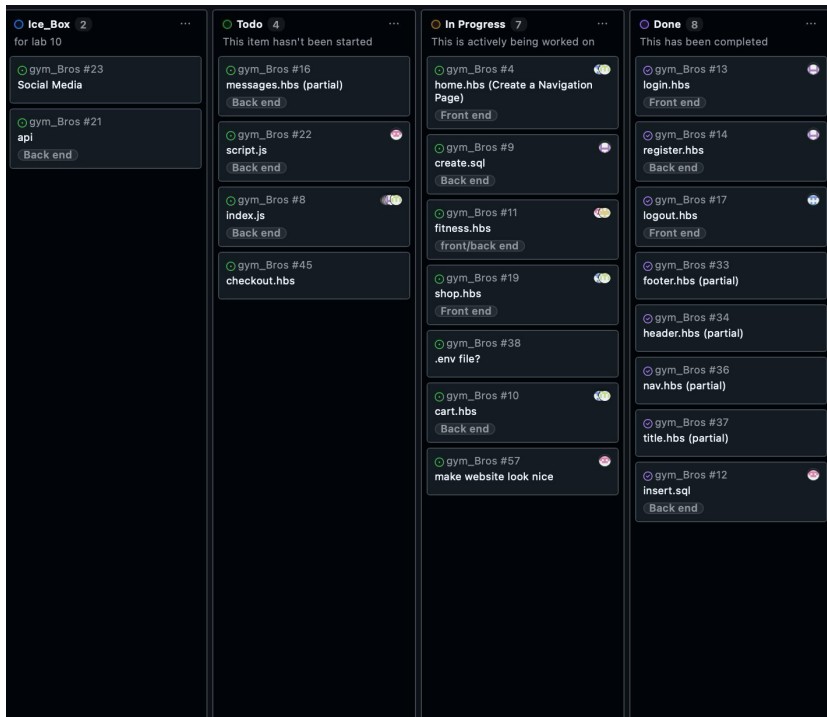 Ice_Box 2
for lab 10
gym_Bros #23
Social Media
gym_Bros #21
api
Back end
Todo 4
This item hasn't been started
gym_Bros #16
messages.hbs (partial)
Back end
gym_Bros #22
script.js
Back end
gym_Bros #8
index.js
Back end
gym_Bros #45
checkout.hbs
In Progress 7
This is actively being worked on
gym_Bros #4
home.hbs (Create a Navigation
Page)
Front end
gym_Bros #9
create.sql
Back end
gym_Bros #11
fitness.hbs
front/back end
gym_Bros #19
shop.hbs
Front end
gym_Bros #38
.env file?
gym_Bros #10
cart.hbs
Back end
gym_Bros #57
make website look nice
Done 8
This has been completed
gym_Bros #13
login.hbs
Front end
gym_Bros #14
register.hbs
Back end
gym_Bros #17
logout.hbs
Front end
gym_Bros #33
footer.hbs (partial)
gym_Bros #34
header.hbs (partial)
gym_Bros #36
nav.hbs (partial)
gym_Bros #37
title.hbs (partial)
gym_Bros #12
insert.sql
Back end